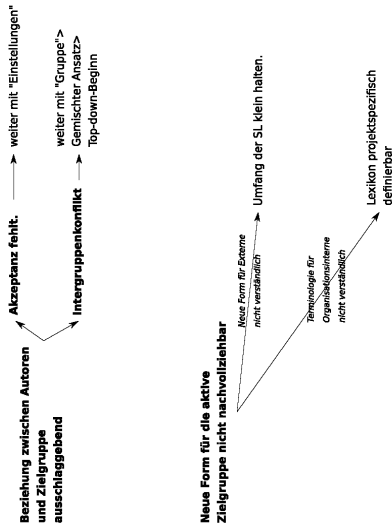 Beziehung zwischen Autoren
und Zielgruppe
ausschlaggebend
Akzeptanz fehlt.
weiter mit "Einstellungen"
Intergruppenkonflikt
weiter mit "Gruppe">
Gemischter Ansatz>
Top-down-Beginn
Neue Form für die aktive
Zielgruppe nicht nachvollziehbar
Neue Form für Externe
nicht verständlich
Umfang der SL klein halten.
Terminologie für
Organisationsinterne
nicht verständlich
Lexikon projektspezifisch
definierbar